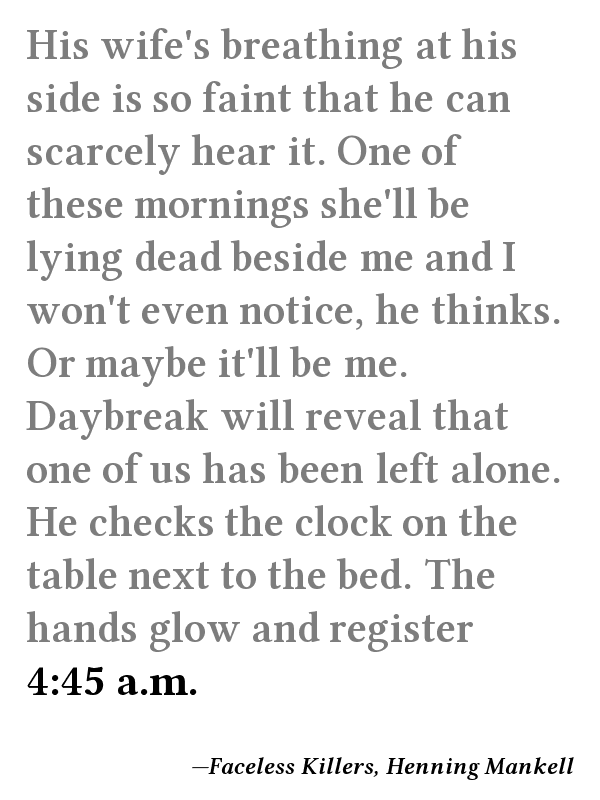 His wife's breathing at his
side is so faint that he can
scarcely hear it. One of
these mornings she'll be
lying dead beside me and I
won't even notice, he thinks.
Or maybe it'll be me.
Daybreak will reveal that
one of us has been left alone.
He checks the clock on the
table next to the bed. The
hands glow and register
4:45 a.m.
—Faceless Killers, Henning Mankell